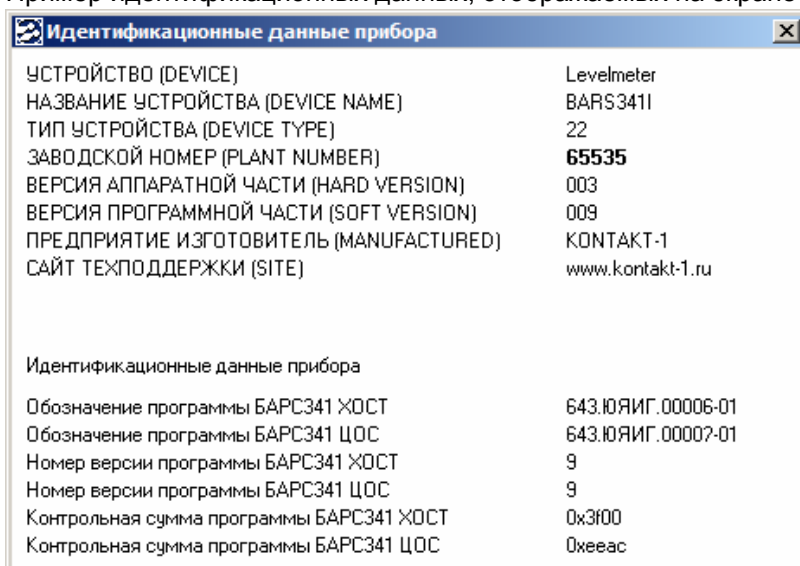 Пример идентификационных данных, отображаемых на экране
Идентификационные данные прибора
УСТРОЙСТВО (DEVICE) Levelmeter
НАЗВАНИЕ УСТРОЙСТВА (DEVICE NAME) BARS341I
ТИП УСТРОЙСТВА (DEVICE TYPE) 22
ЗАВОДСКОЙ НОМЕР (PLANT NUMBER) 65535
ВЕРСИЯ АППАРАТНОЙ ЧАСТИ (HARD VERSION) 003
ВЕРСИЯ ПРОГРАММНОЙ ЧАСТИ (SOFT VERSION) 009
ПРЕДПРИЯТИЕ ИЗГОТОВИТЕЛЬ (MANUFACTURED) KONTAKT-1
САЙТ ТЕХПОДДЕРЖКИ (SITE) www.kontakt-1.ru
Идентификационные данные прибора
Обозначение программы БАРС341 ХОСТ 643.ЮЯИГ.00006-01
Обозначение программы БАРС341 ЦОС 643.ЮЯИГ.00007-01
Номер версии программы БАРС341 ХОСТ 9
Номер версии программы БАРС341 ЦОС 9
Контрольная сумма программы БАРС341 ХОСТ 0x3f00
Контрольная сумма программы БАРС341 ЦОС 0xeeac